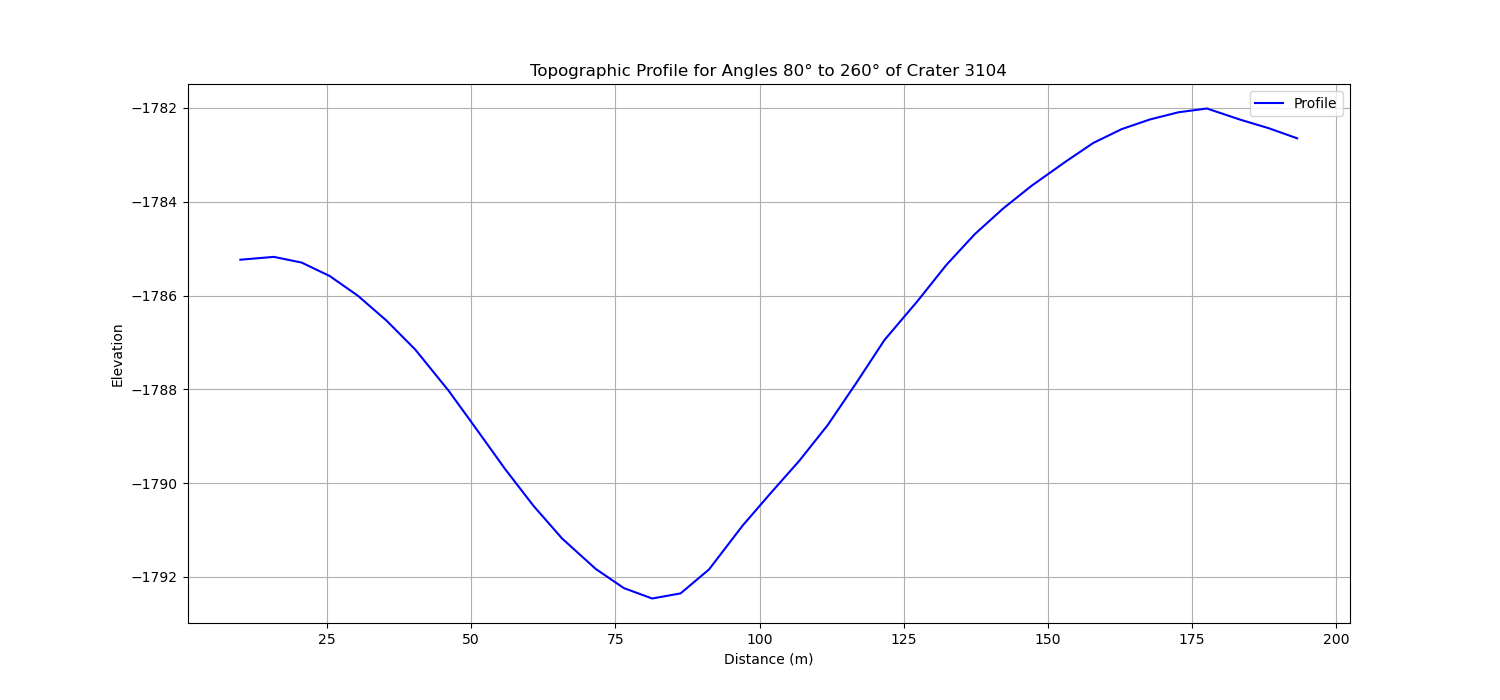 Topographic Profile for Angles 80° to 260° of Crater 3104
Profile
−1782
−1784
−1786
−1788
−1790
−1792
Elevation
25 50 75 100 125 150 175 200
Distance (m)